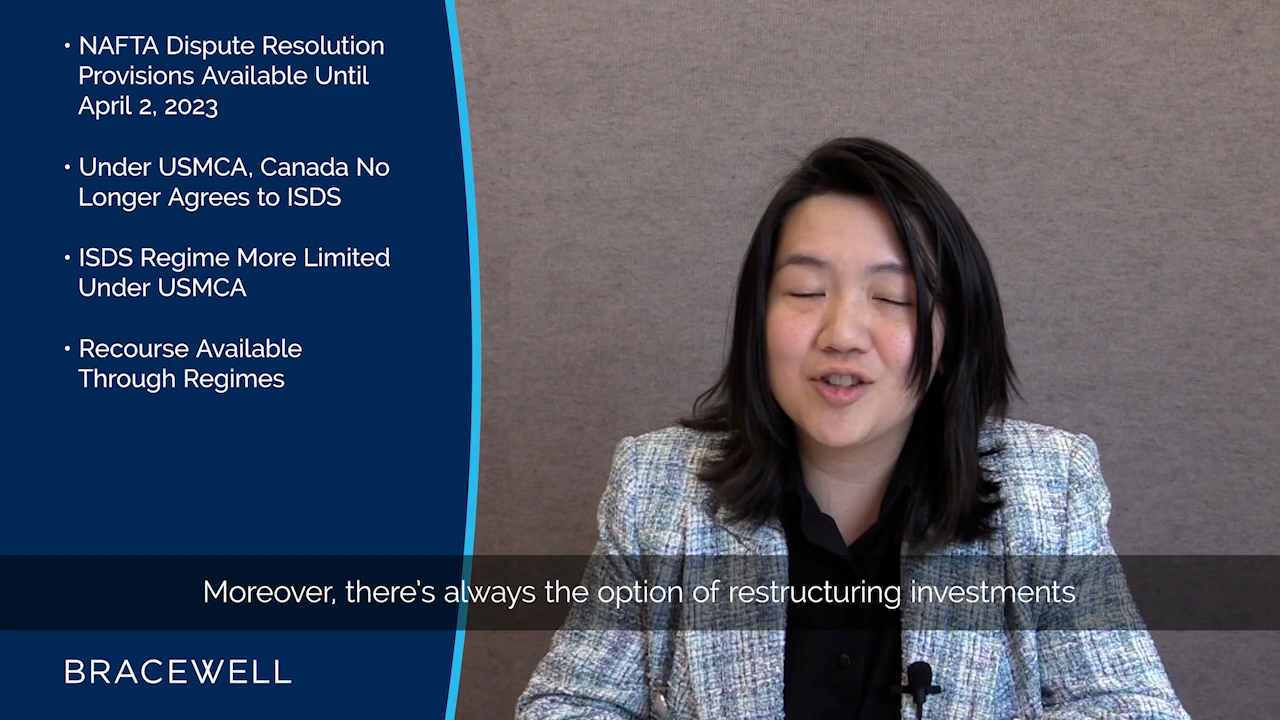 • NAFTA Dispute Resolution
Provisions Available Until
April 2, 2023
• Under USMCA, Canada No
Longer Agrees to ISDS
• ISDS Regime More Limited
Under USMCA
• Recourse Available
Through Regimes
Moreover, there's always the option of restructuring investments
BRACEWELL